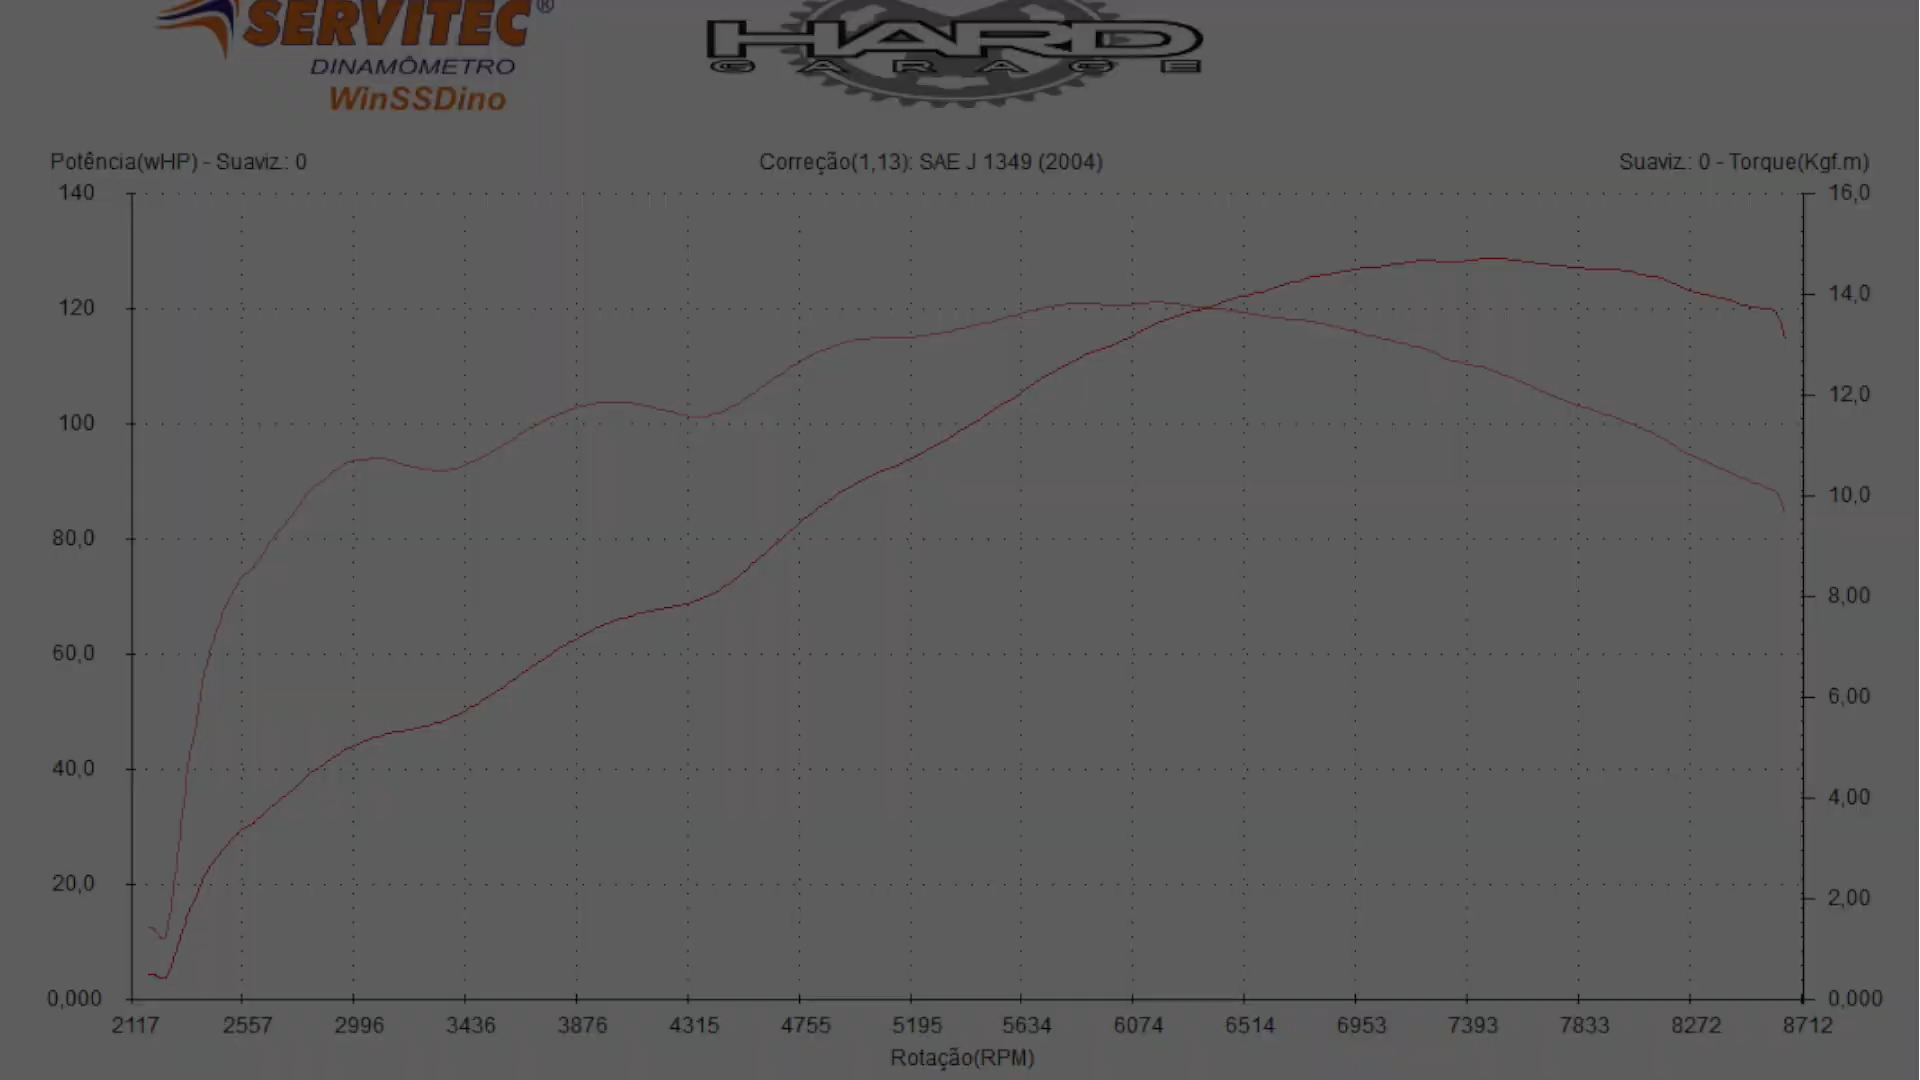 SERVITEC®
DINAMÔMETRO
WinSSDino
HARD
GARAGE
Potência(wHP) - Suaviz.: 0
Correção(1,13): SAE J 1349 (2004)
Suaviz.: 0 - Torque(Kgf.m)
140
120
100
80,0
60,0
40,0
20,0
0,000
16,0
14,0
12,0
10,0
8,00
6,00
4,00
2,00
0,000
2117 2557 2996 3436 3876 4315 4755 5195 5634 6074 6514 6953 7393 7833 8272 8712
Rotação(RPM)